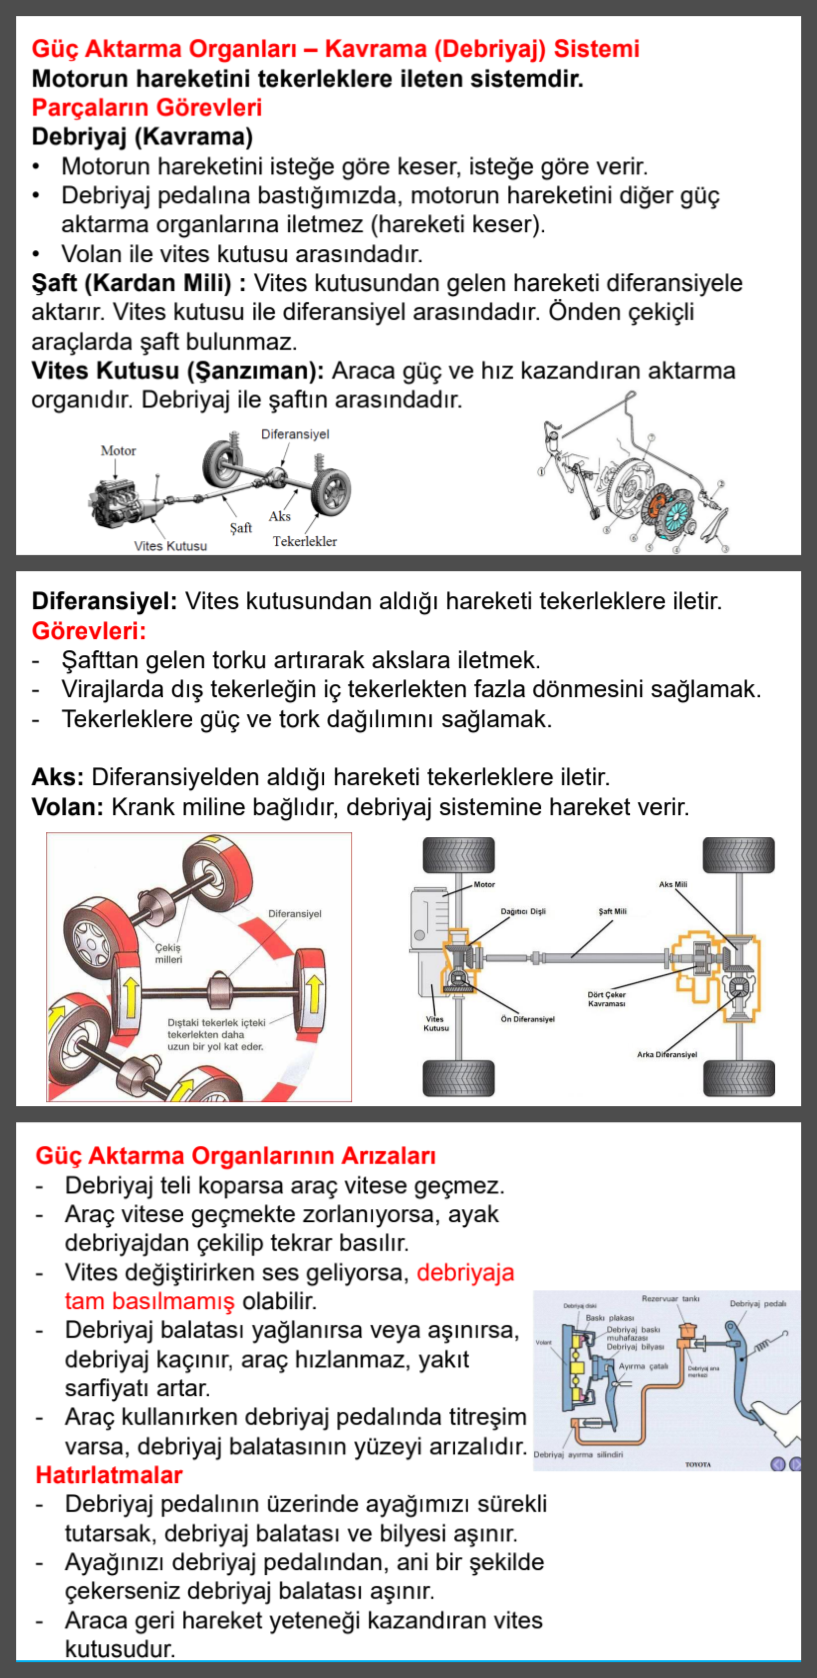 Güç Aktarma Organları – Kavrama (Debriyaj) Sistemi
Motorun hareketini tekerleklere ileten sistemdir.
Parçaların Görevleri
Debriyaj (Kavrama)
• Motorun hareketini isteğe göre keser, isteğe göre verir.
• Debriyaj pedalına bastığımızda, motorun hareketini diğer güç
aktarma organlarına iletmez (hareketi keser).
• Volan ile vites kutusu arasındadır.
Şaft (Kardan Mili) : Vites kutusundan gelen hareketi diferansiyele
aktarır. Vites kutusu ile diferansiyel arasındadır. Önden çekiçli
araçlarda şaft bulunmaz.
Vites Kutusu (Şanzıman): Araca güç ve hız kazandıran aktarma
organıdır. Debriyaj ile şaftın arasındadır.
Diferansiyel
Motor
Aks
Şaft
Tekerlekler
Vites Kutusu
1
7
2
8
6
5
4
3
Diferansiyel: Vites kutusundan aldığı hareketi tekerleklere iletir.
Görevleri:
- Şafttan gelen torku artırarak akslara iletmek.
- Virajlarda dış tekerleğin iç tekerlekten fazla dönmesini sağlamak.
- Tekerleklere güç ve tork dağılımını sağlamak.
Aks: Diferansiyelden aldığı hareketi tekerleklere iletir.
Volan: Krank miline bağlıdır, debriyaj sistemine hareket verir.
Diferansiyel
Çekiş
milleri
Dıştaki tekerlek içteki
tekerlekten daha
uzun bir yol kat eder.
Motor
Aks Mili
Dağıtıcı Dişli
Şaft Mili
Dört Çeker
Kavraması
Vites
Kutusu
Ön Diferansiyel
Arka Diferansiyel
Güç Aktarma Organlarının Arızaları
- Debriyaj teli koparsa araç vitese geçmez.
- Araç vitese geçmekte zorlanıyorsa, ayak
debriyajdan çekilip tekrar basılır.
- Vites değiştirirken ses geliyorsa, debriyaja
tam basılmamış olabilir.
- Debriyaj balatası yağlanırsa veya aşınırsa,
debriyaj kaçınır, araç hızlanmaz, yakıt
sarfiyatı artar.
- Araç kullanırken debriyaj pedalında titreşim
varsa, debriyaj balatasının yüzeyi arızalıdır.
Rezervuar tankı
Debriyaj diski
Debriyaj pedalı
Baskı plakası
Debriyaj baskı
muhafazası
Debriyaj bilyası
Volant
Ayırma çatalı
Debriyaj ana
merkezi
Debriyaj ayırma silindiri
TOYOTA
Hatırlatmalar
- Debriyaj pedalının üzerinde ayağımızı sürekli
tutarsak, debriyaj balatası ve bilyesi aşınır.
- Ayağınızı debriyaj pedalından, ani bir şekilde
çekerseniz debriyaj balatası aşınır.
- Araca geri hareket yeteneği kazandıran vites
kutusudur.